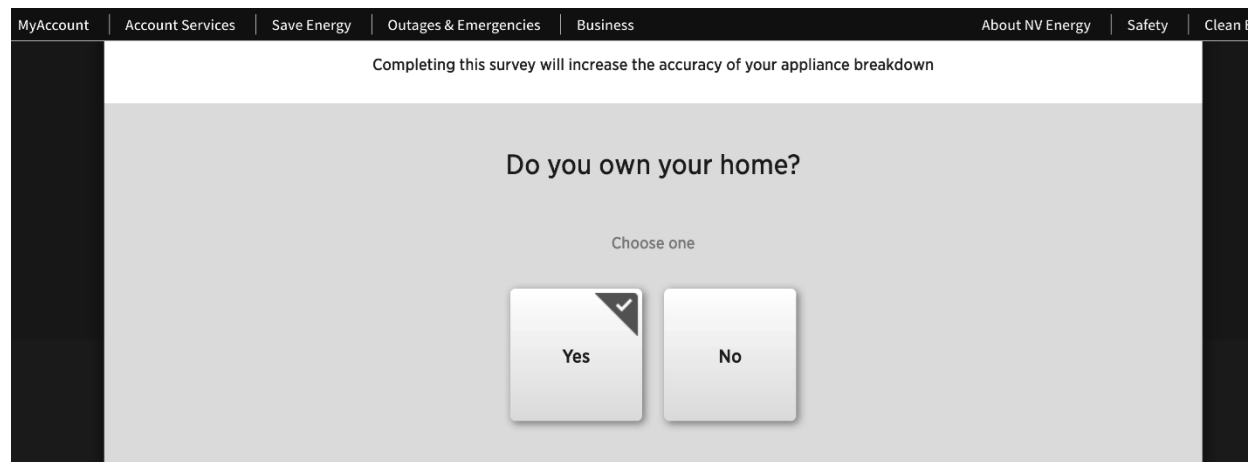 MyAccount Account Services Save Energy Outages & Emergencies Business About NV Energy Safety Clean
Completing this survey will increase the accuracy of your appliance breakdown
Do you own your home?
Choose one
Yes No